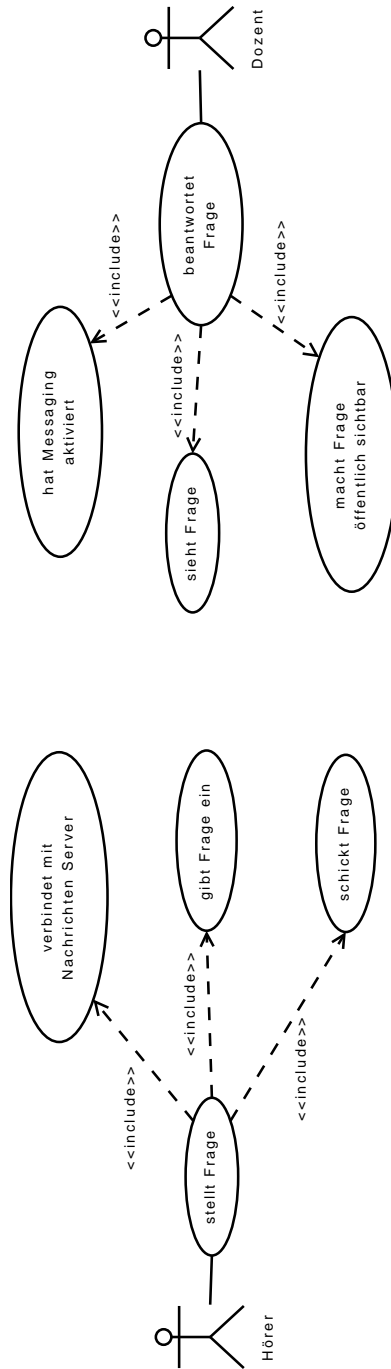 Hörer
stellt Frage
<<include>>
<<include>>
<<include>>
verbindet mit
Nachrichten Server
gibt Frage ein
schickt Frage
hat Messaging
aktiviert
sieht Frage
macht Frage
öffentlich sichtbar
<<include>>
<<include>>
<<include>>
beantwortet
Frage
Dozent